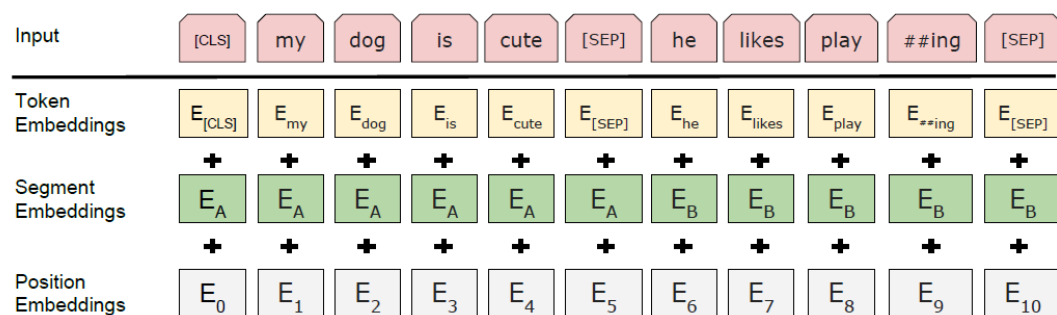 Input [CLS] my dog is cute [SEP] he likes play ##ing [SEP]
Token Embeddings E[CLS] Emy Edog Eis Ecute E[SEP] Ehe Elikes Eplay E##ing E[SEP]
+ + + + + + + + + + +
Segment Embeddings EA EA EA EA EA EA EB EB EB EB EB
+ + + + + + + + + + +
Position Embeddings E0 E1 E2 E3 E4 E5 E6 E7 E8 E9 E10